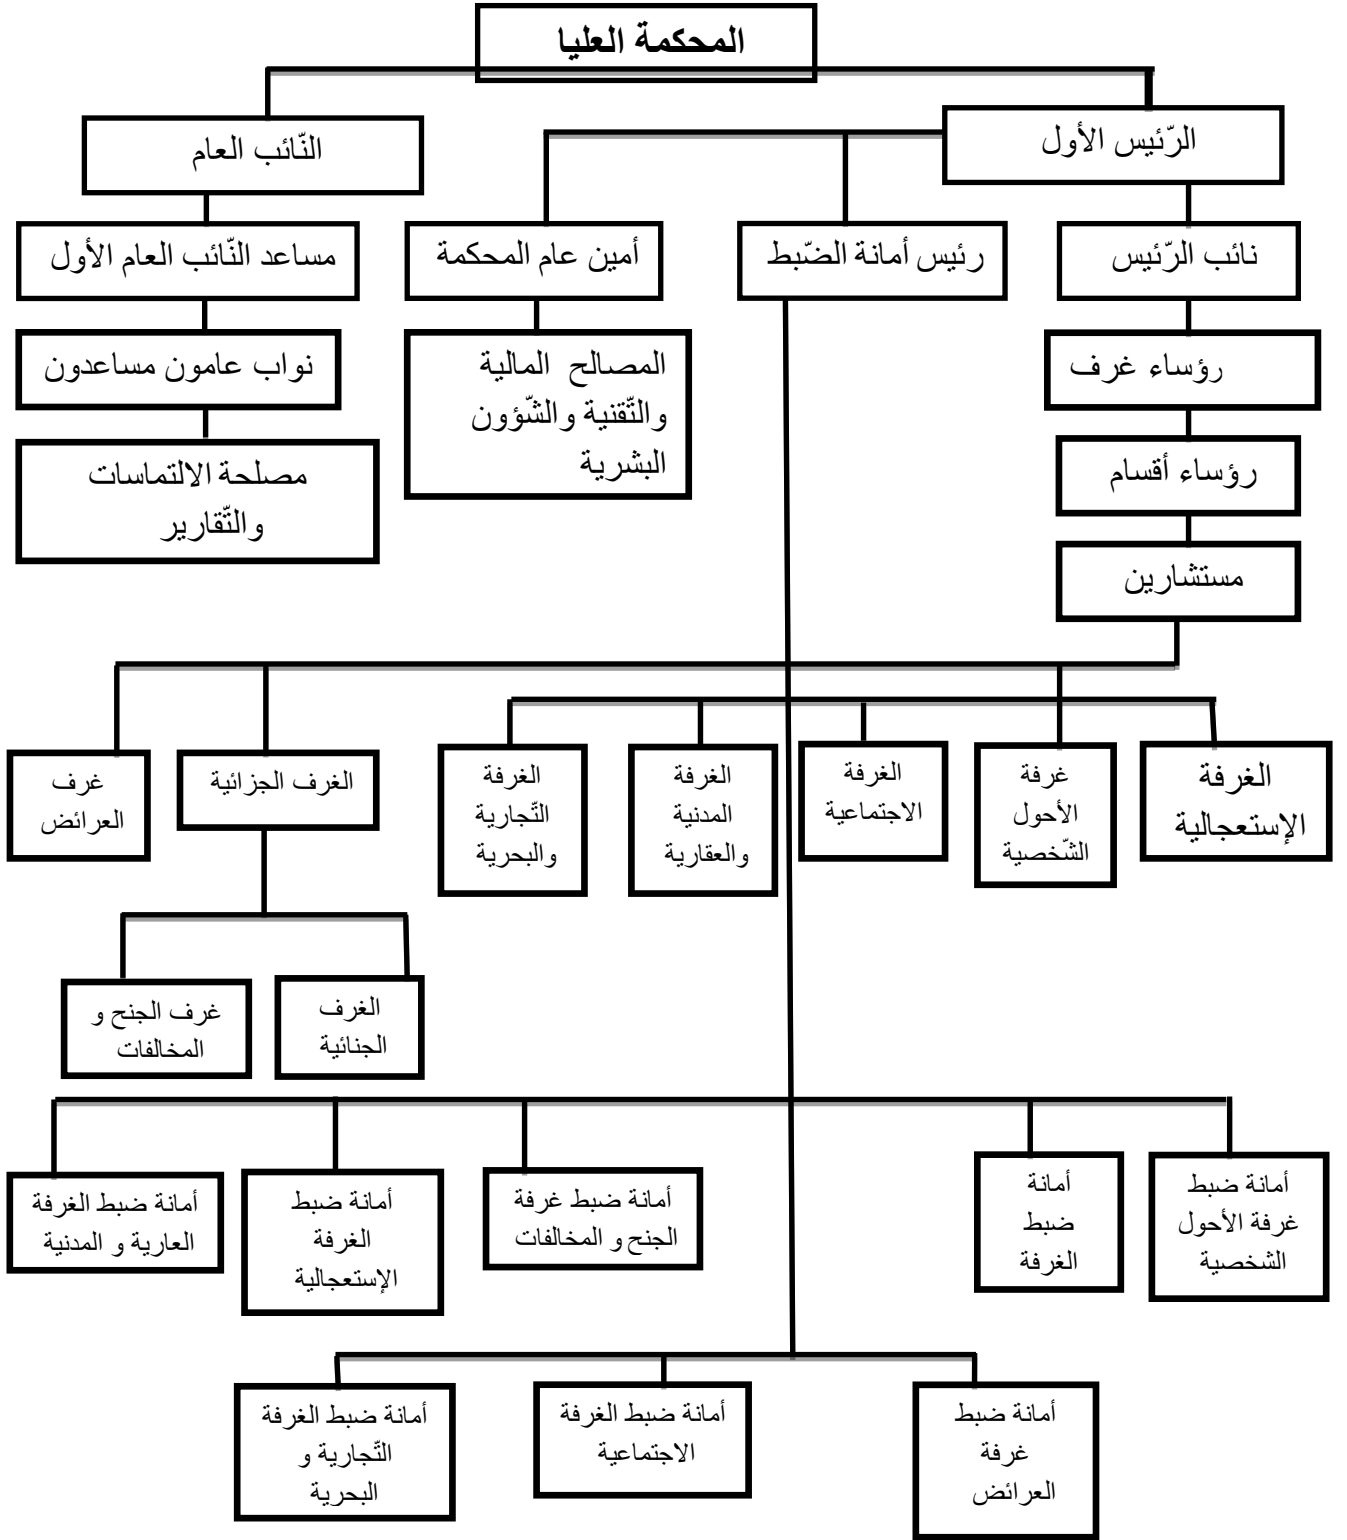 المحكمة العليا
الرّئيس الأول
النّائب العام
نائب الرّئيس
رئيس أمانة الضّبط
أمين عام المحكمة
مساعد النّائب العام الأول
رؤساء غرف
المصالح المالية
والتّقنية والشّؤون
البشرية
نواب عامون مساعدون
رؤساء أقسام
مصلحة الالتماسات
والتّقارير
مستشارين
الغرفة
الإستعجالية
غرفة
الأحول
الشّخصية
الغرفة
الاجتماعية
الغرفة
المدنية
والعقارية
الغرفة
التّجارية
والبحرية
الغرف الجزائية
غرف
العرائض
الغرف
الجنائية
غرف الجنح و
المخالفات
أمانة ضبط
غرفة الأحول
الشخصية
أمانة
ضبط
الغرفة
أمانة ضبط غرفة
الجنح و المخالفات
أمانة ضبط
الغرفة
الإستعجالية
أمانة ضبط الغرفة
العارية و المدنية
أمانة ضبط
غرفة
العرائض
أمانة ضبط الغرفة
الاجتماعية
أمانة ضبط الغرفة
التّجارية و
البحرية